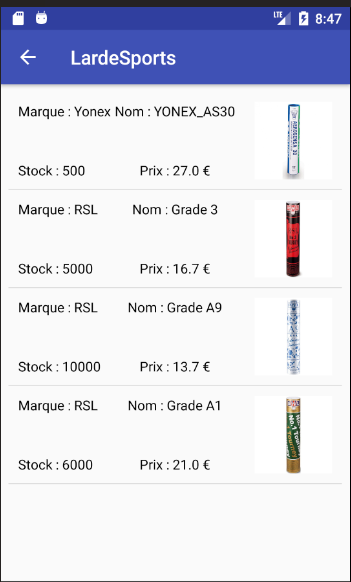 LTE 8:47
LardeSports
Marque : Yonex Nom : YONEX_AS30
Stock : 500 Prix : 27.0 €
Marque : RSL Nom : Grade 3
Stock : 5000 Prix : 16.7 €
Marque : RSL Nom : Grade A9
Stock : 10000 Prix : 13.7 €
Marque : RSL Nom : Grade A1
Stock : 6000 Prix : 21.0 €